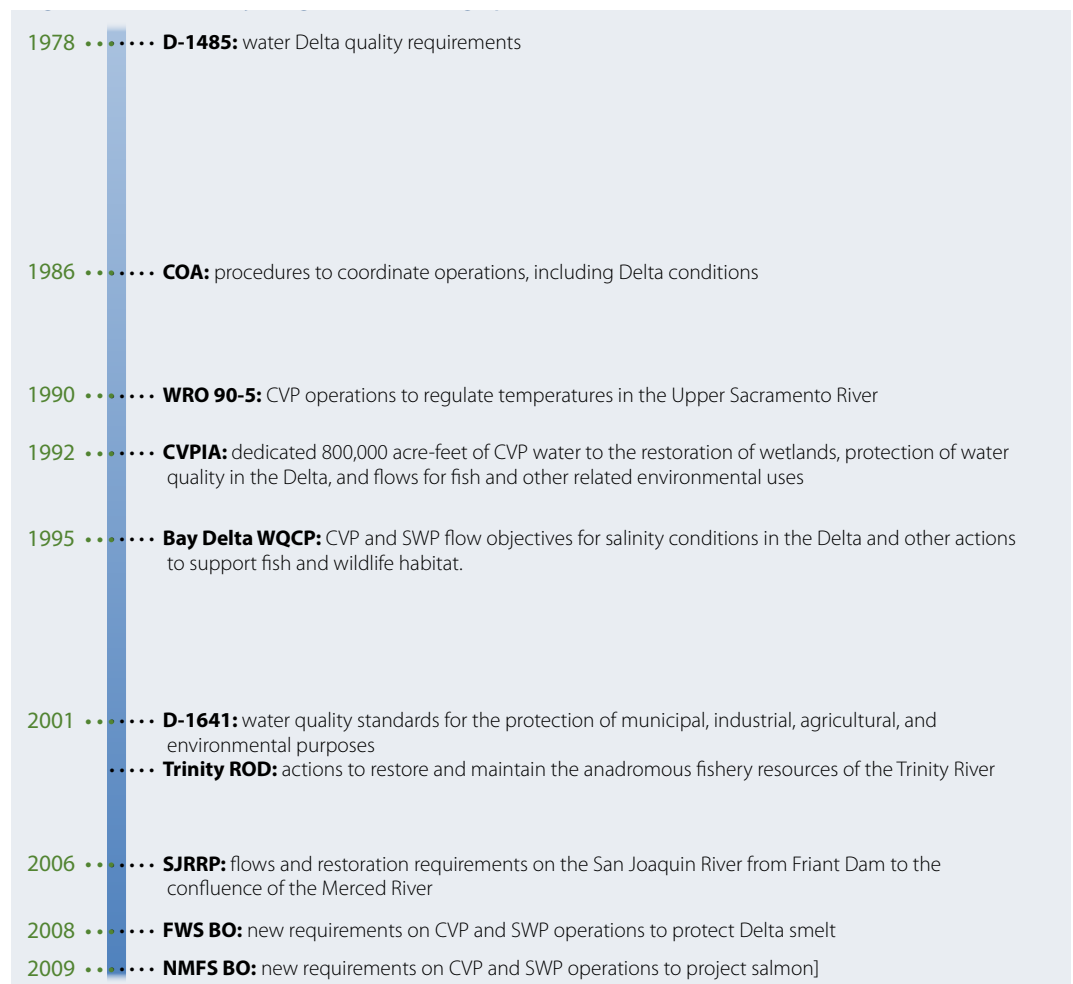 1978 D-1485: water Delta quality requirements
1986 COA: procedures to coordinate operations, including Delta conditions
1990 WRO 90-5: CVP operations to regulate temperatures in the Upper Sacramento River
1992 CVPIA: dedicated 800,000 acre-feet of CVP water to the restoration of wetlands, protection of water
quality in the Delta, and flows for fish and other related environmental uses
1995 Bay Delta WQCP: CVP and SWP flow objectives for salinity conditions in the Delta and other actions
to support fish and wildlife habitat.
2001 D-1641: water quality standards for the protection of municipal, industrial, agricultural, and
environmental purposes
Trinity ROD: actions to restore and maintain the anadromous fishery resources of the Trinity River
2006 SJRRP: flows and restoration requirements on the San Joaquin River from Friant Dam to the
confluence of the Merced River
2008 FWS BO: new requirements on CVP and SWP operations to protect Delta smelt
2009 NMFS BO: new requirements on CVP and SWP operations to project salmon]